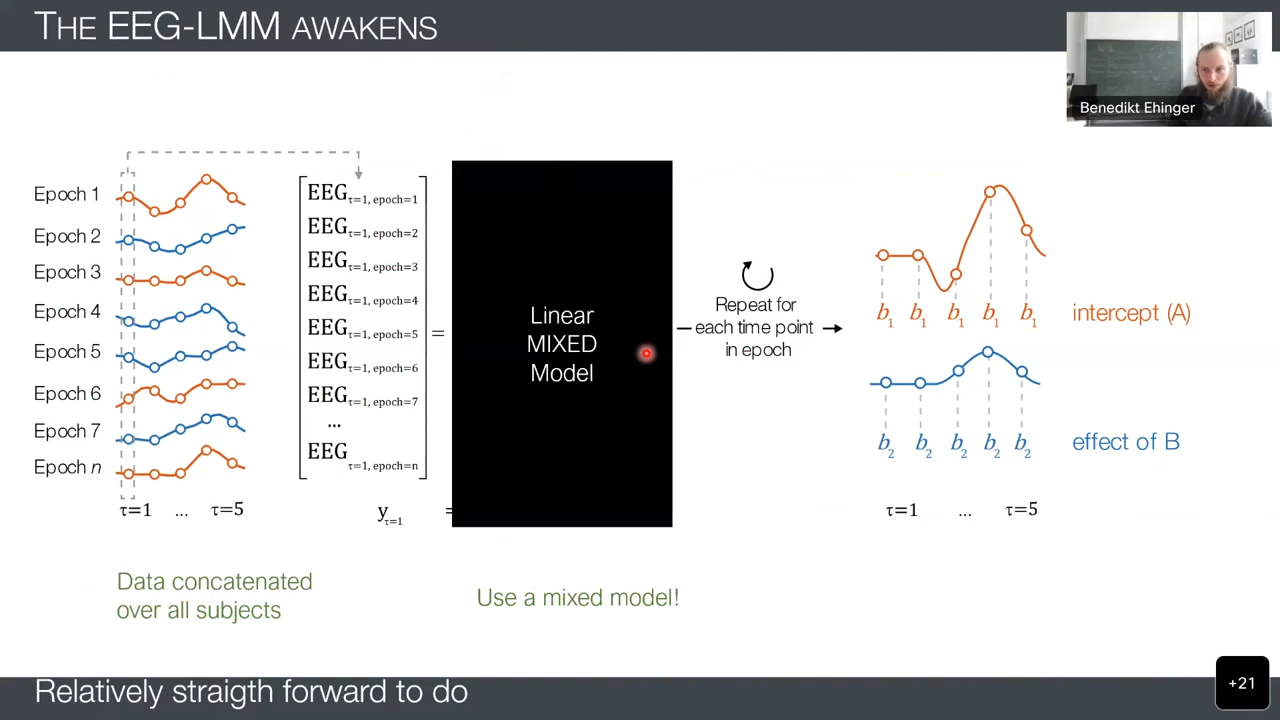 THE EEG-LMM AWAKENS
Benedikt Ehinger
Epoch 1
Epoch 2
Epoch 3
Epoch 4
Epoch 5
Epoch 6
Epoch 7
Epoch n
τ=1 ... τ=5
EEG τ=1, epoch=1
EEG τ=1, epoch=2
EEG τ=1, epoch=3
EEG τ=1, epoch=4
EEG τ=1, epoch=5
EEG τ=1, epoch=6
EEG τ=1, epoch=7
...
EEG τ=1, epoch=n
=
y τ=1 =
Linear
MIXED
Model
Repeat for
each time point
in epoch
b1 b1 b1 b1 b1
intercept (A)
b2 b2 b2 b2 b2
effect of B
τ=1 ... τ=5
Data concatenated
over all subjects
Use a mixed model!
Relatively straigth forward to do
+21